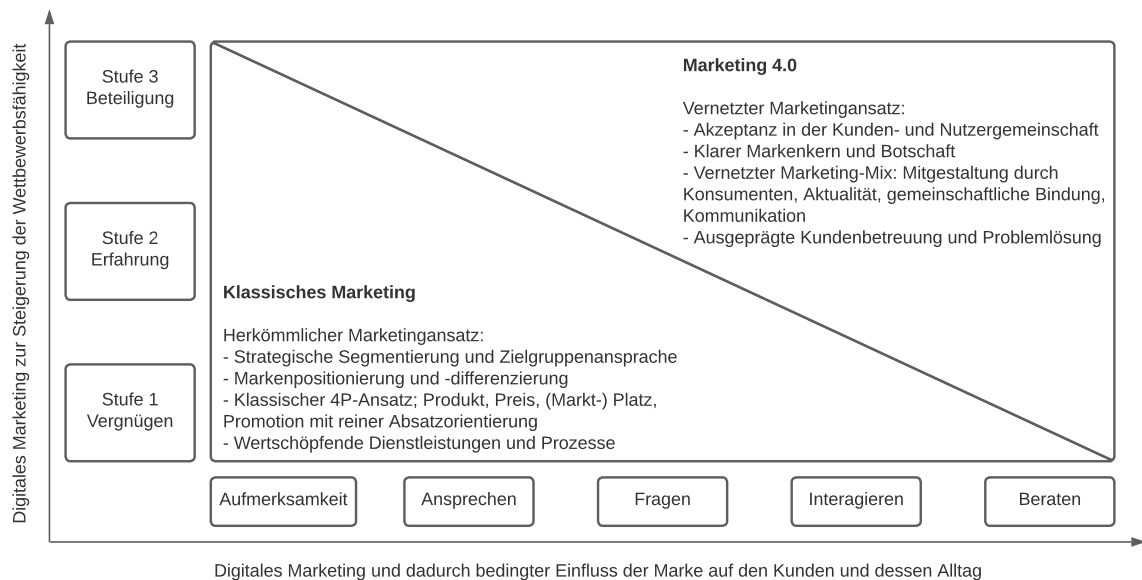 Digitales Marketing zur Steigerung der Wettbewerbsfähigkeit
Stufe 3
Beteiligung
Stufe 2
Erfahrung
Stufe 1
Vergnügen
Marketing 4.0
Vernetzter Marketingansatz:
- Akzeptanz in der Kunden- und Nutzergemeinschaft
- Klarer Markenkern und Botschaft
- Vernetzter Marketing-Mix: Mitgestaltung durch
Konsumenten, Aktualität, gemeinschaftliche Bindung,
Kommunikation
- Ausgeprägte Kundenbetreuung und Problemlösung
Klassisches Marketing
Herkömmlicher Marketingansatz:
- Strategische Segmentierung und Zielgruppenansprache
- Markenpositionierung und -differenzierung
- Klassischer 4P-Ansatz; Produkt, Preis, (Markt-) Platz,
Promotion mit reiner Absatzorientierung
- Wertschöpfende Dienstleistungen und Prozesse
Aufmerksamkeit
Ansprechen
Fragen
Interagieren
Beraten
Digitales Marketing und dadurch bedingter Einfluss der Marke auf den Kunden und dessen Alltag